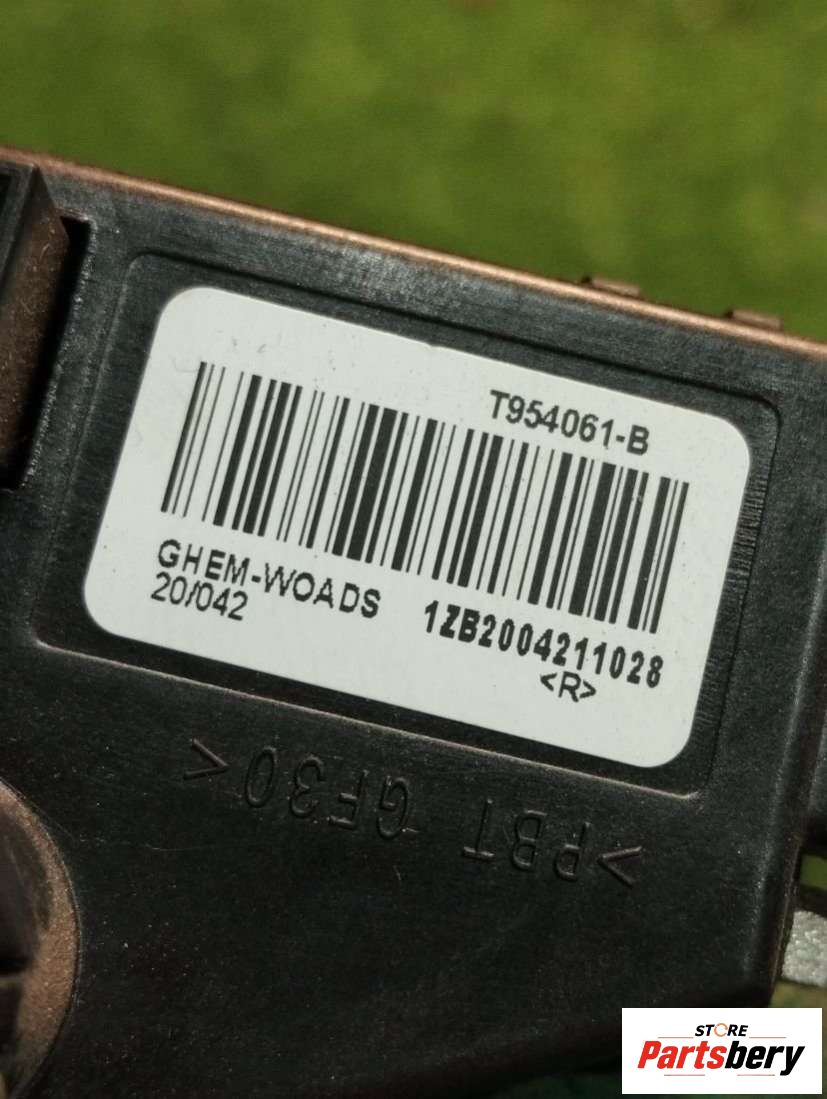 T954061-B
GHEM-WOADS
20/042
1ZB2004211028
<R>
>PBT GF30<
STORE
Partsbery